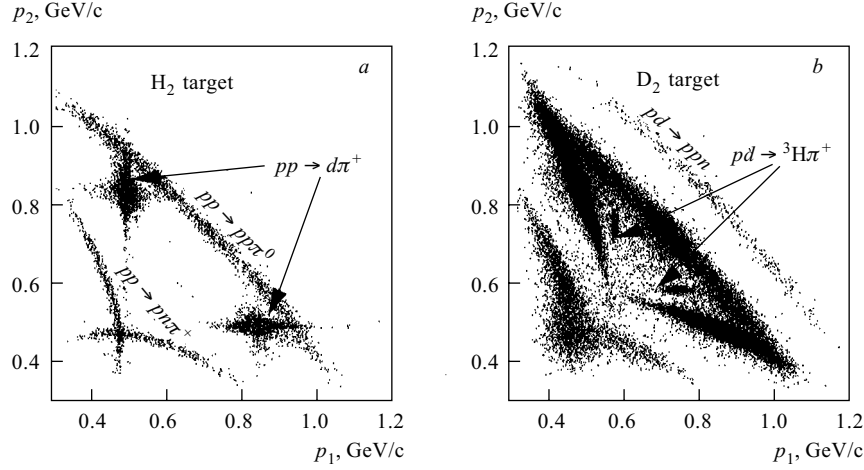 p₂, GeV/c
1.2
1.0
0.8
0.6
0.4
0.4 0.6 0.8 1.0 1.2
p₁, GeV/c
a
H₂ target
pp → dπ⁺
pp → ppπ⁰
pp → pnπ×
p₂, GeV/c
1.2
1.0
0.8
0.6
0.4
0.4 0.6 0.8 1.0 1.2
p₁, GeV/c
b
D₂ target
pd → ppn
pd → ³Hπ⁺